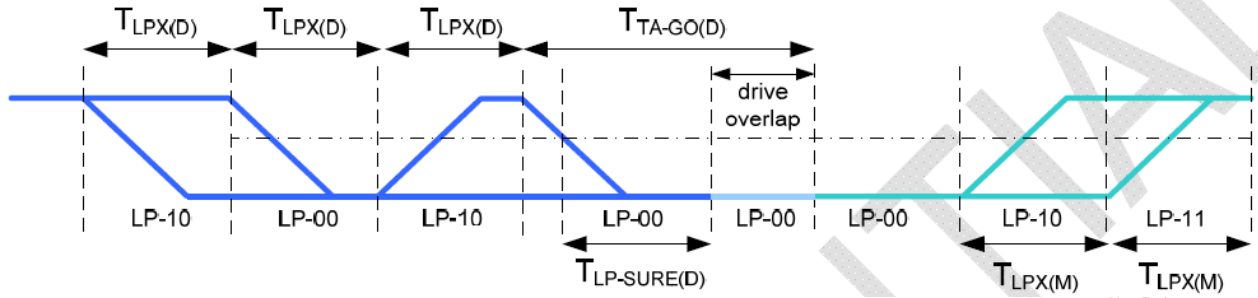 TLPX(D) TLPX(D) TLPX(D) TTA-GO(D)
drive
overlap
LP-10 LP-00 LP-10 LP-00 LP-00 LP-00 LP-10 LP-11
TLP-SURE(D) TLPX(M) TLPX(M)